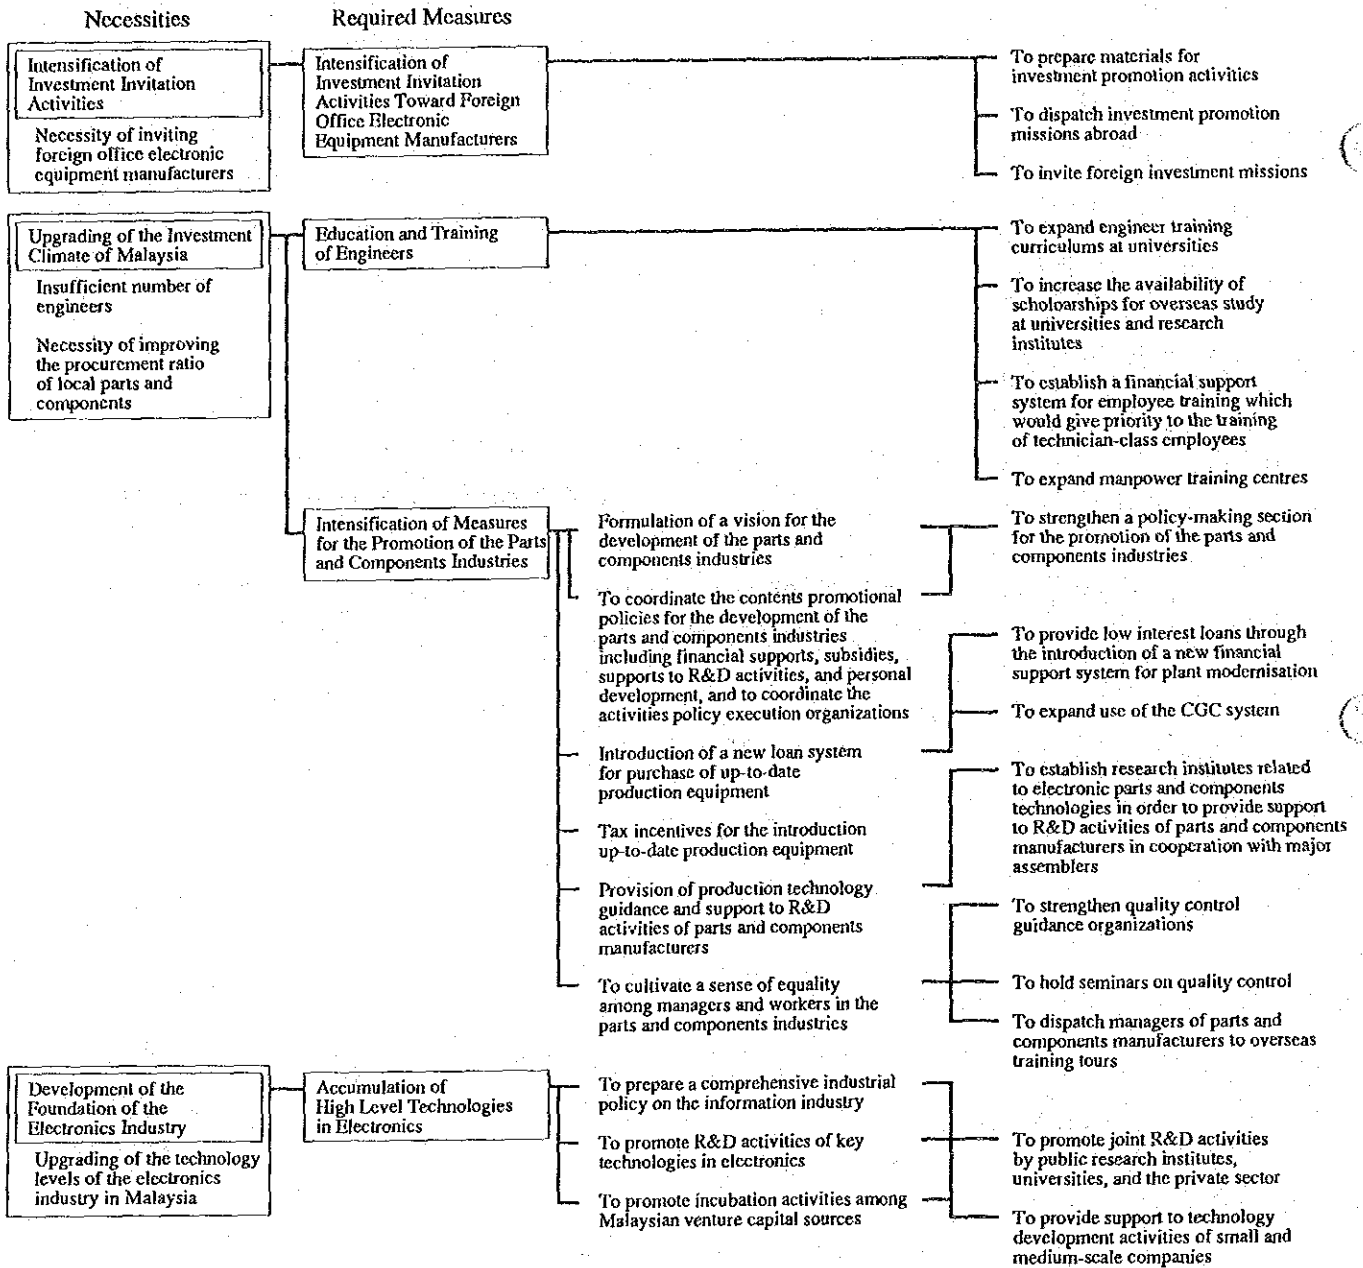 Necessities
Required Measures
Intensification of
Investment Invitation
Activities
Necessity of inviting
foreign office electronic
equipment manufacturers
Intensification of
Investment Invitation
Activities Toward Foreign
Office Electronic
Equipment Manufacturers
To prepare materials for
investment promotion activities
To dispatch investment promotion
missions abroad
To invite foreign investment missions
Upgrading of the Investment
Climate of Malaysia
Insufficient number of
engineers
Necessity of improving
the procurement ratio
of local parts and
components
Education and Training
of Engineers
To expand engineer training
curriculums at universities
To increase the availability of
scholoarships for overseas study
at universities and research
institutes
To establish a financial support
system for employee training which
would give priority to the training
of technician-class employees
To expand manpower training centres
Intensification of Measures
for the Promotion of the Parts
and Components Industries
Formulation of a vision for the
development of the parts and
components industries
To coordinate the contents promotional
policies for the development of the
parts and components industries
including financial supports, subsidies,
supports to R&D activities, and personal
development, and to coordinate the
activities policy execution organizations
Introduction of a new loan system
for purchase of up-to-date
production equipment
Tax incentives for the introduction
up-to-date production equipment
Provision of production technology
guidance and support to R&D
activities of parts and components
manufacturers
To cultivate a sense of equality
among managers and workers in the
parts and components industries
To strengthen a policy-making section
for the promotion of the parts and
components industries
To provide low interest loans through
the introduction of a new financial
support system for plant modernisation
To expand use of the CGC system
To establish research institutes related
to electronic parts and components
technologies in order to provide support
to R&D activities of parts and components
manufacturers in cooperation with major
assemblers
To strengthen quality control
guidance organizations
To hold seminars on quality control
To dispatch managers of parts and
components manufacturers to overseas
training tours
Development of the
Foundation of the
Electronics Industry
Upgrading of the technology
levels of the electronics
industry in Malaysia
Accumulation of
High Level Technologies
in Electronics
To prepare a comprehensive industrial
policy on the information industry
To promote R&D activities of key
technologies in electronics
To promote incubation activities among
Malaysian venture capital sources
To promote joint R&D activities
by public research institutes,
universities, and the private sector
To provide support to technology
development activities of small and
medium-scale companies